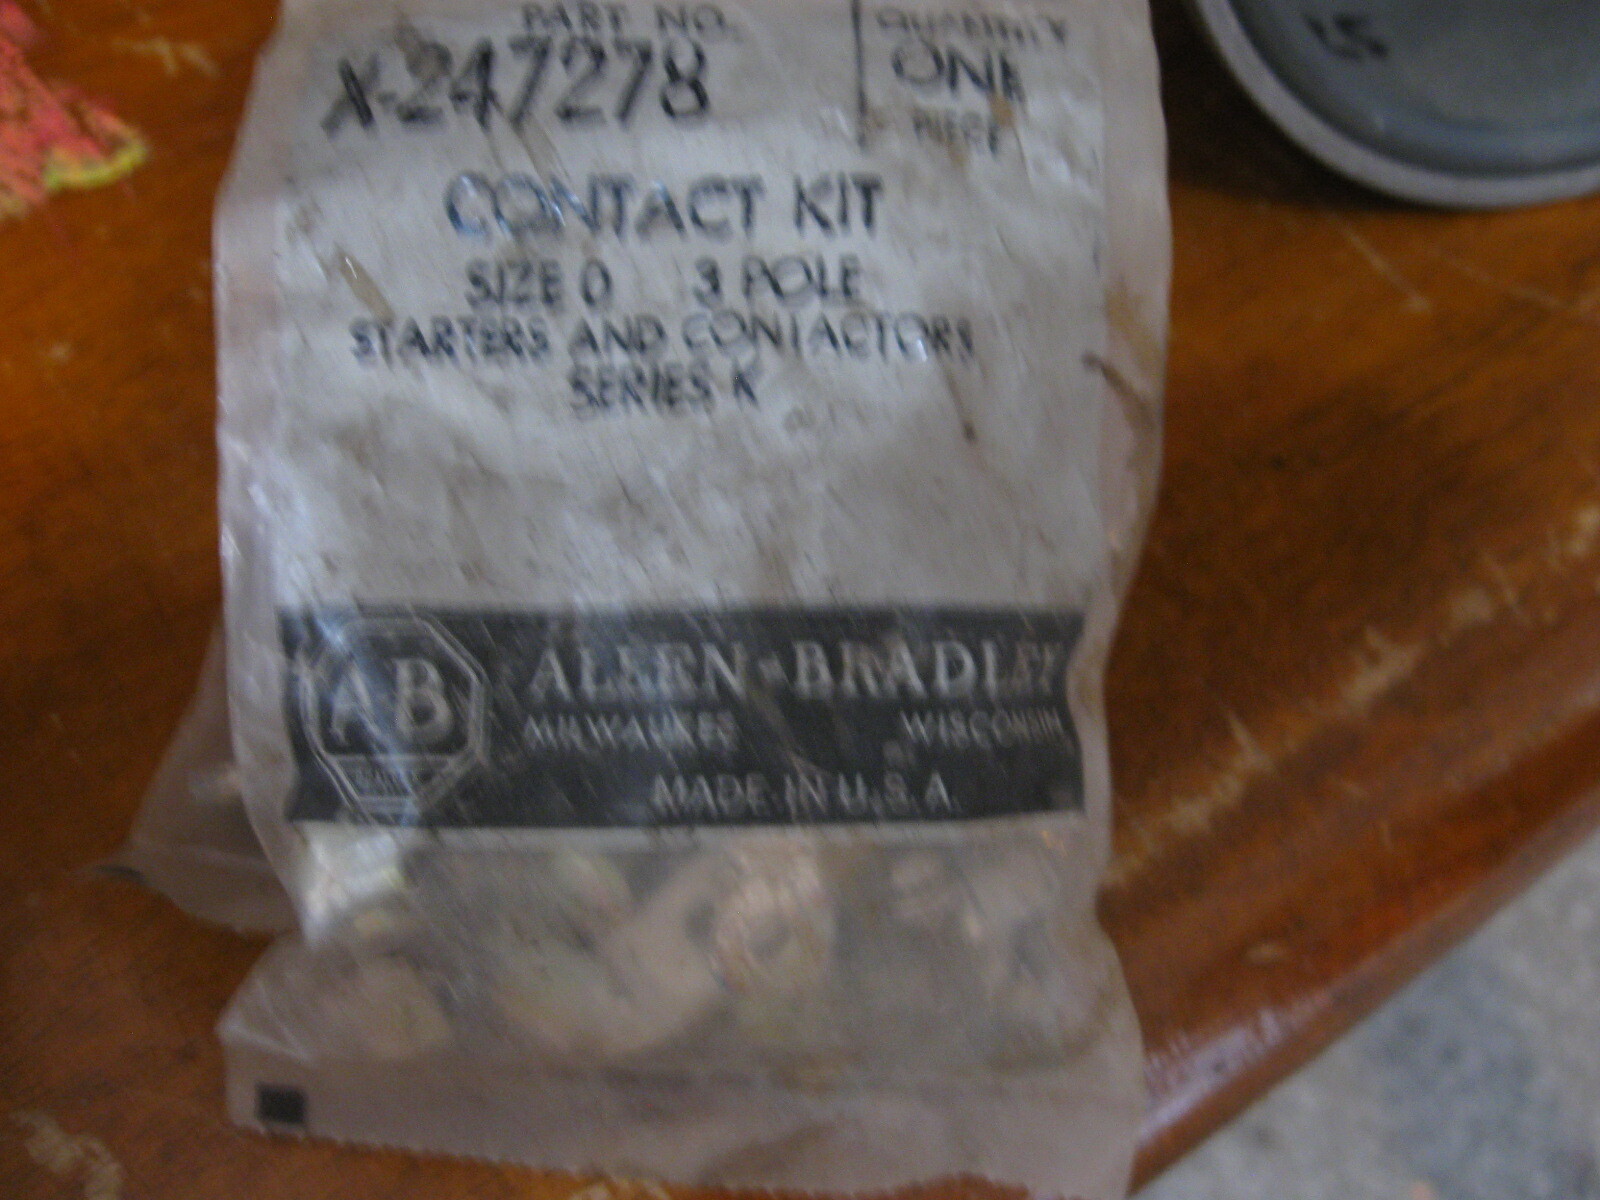 PART NO.
X-247278
QUANTITY
ONE
PIECE
CONTACT KIT
SIZE 0 3 POLE
STARTERS AND CONTACTORS
SERIES K
AB
ALLEN-BRADLEY
MILWAUKEE WISCONSIN
MADE IN U.S.A.